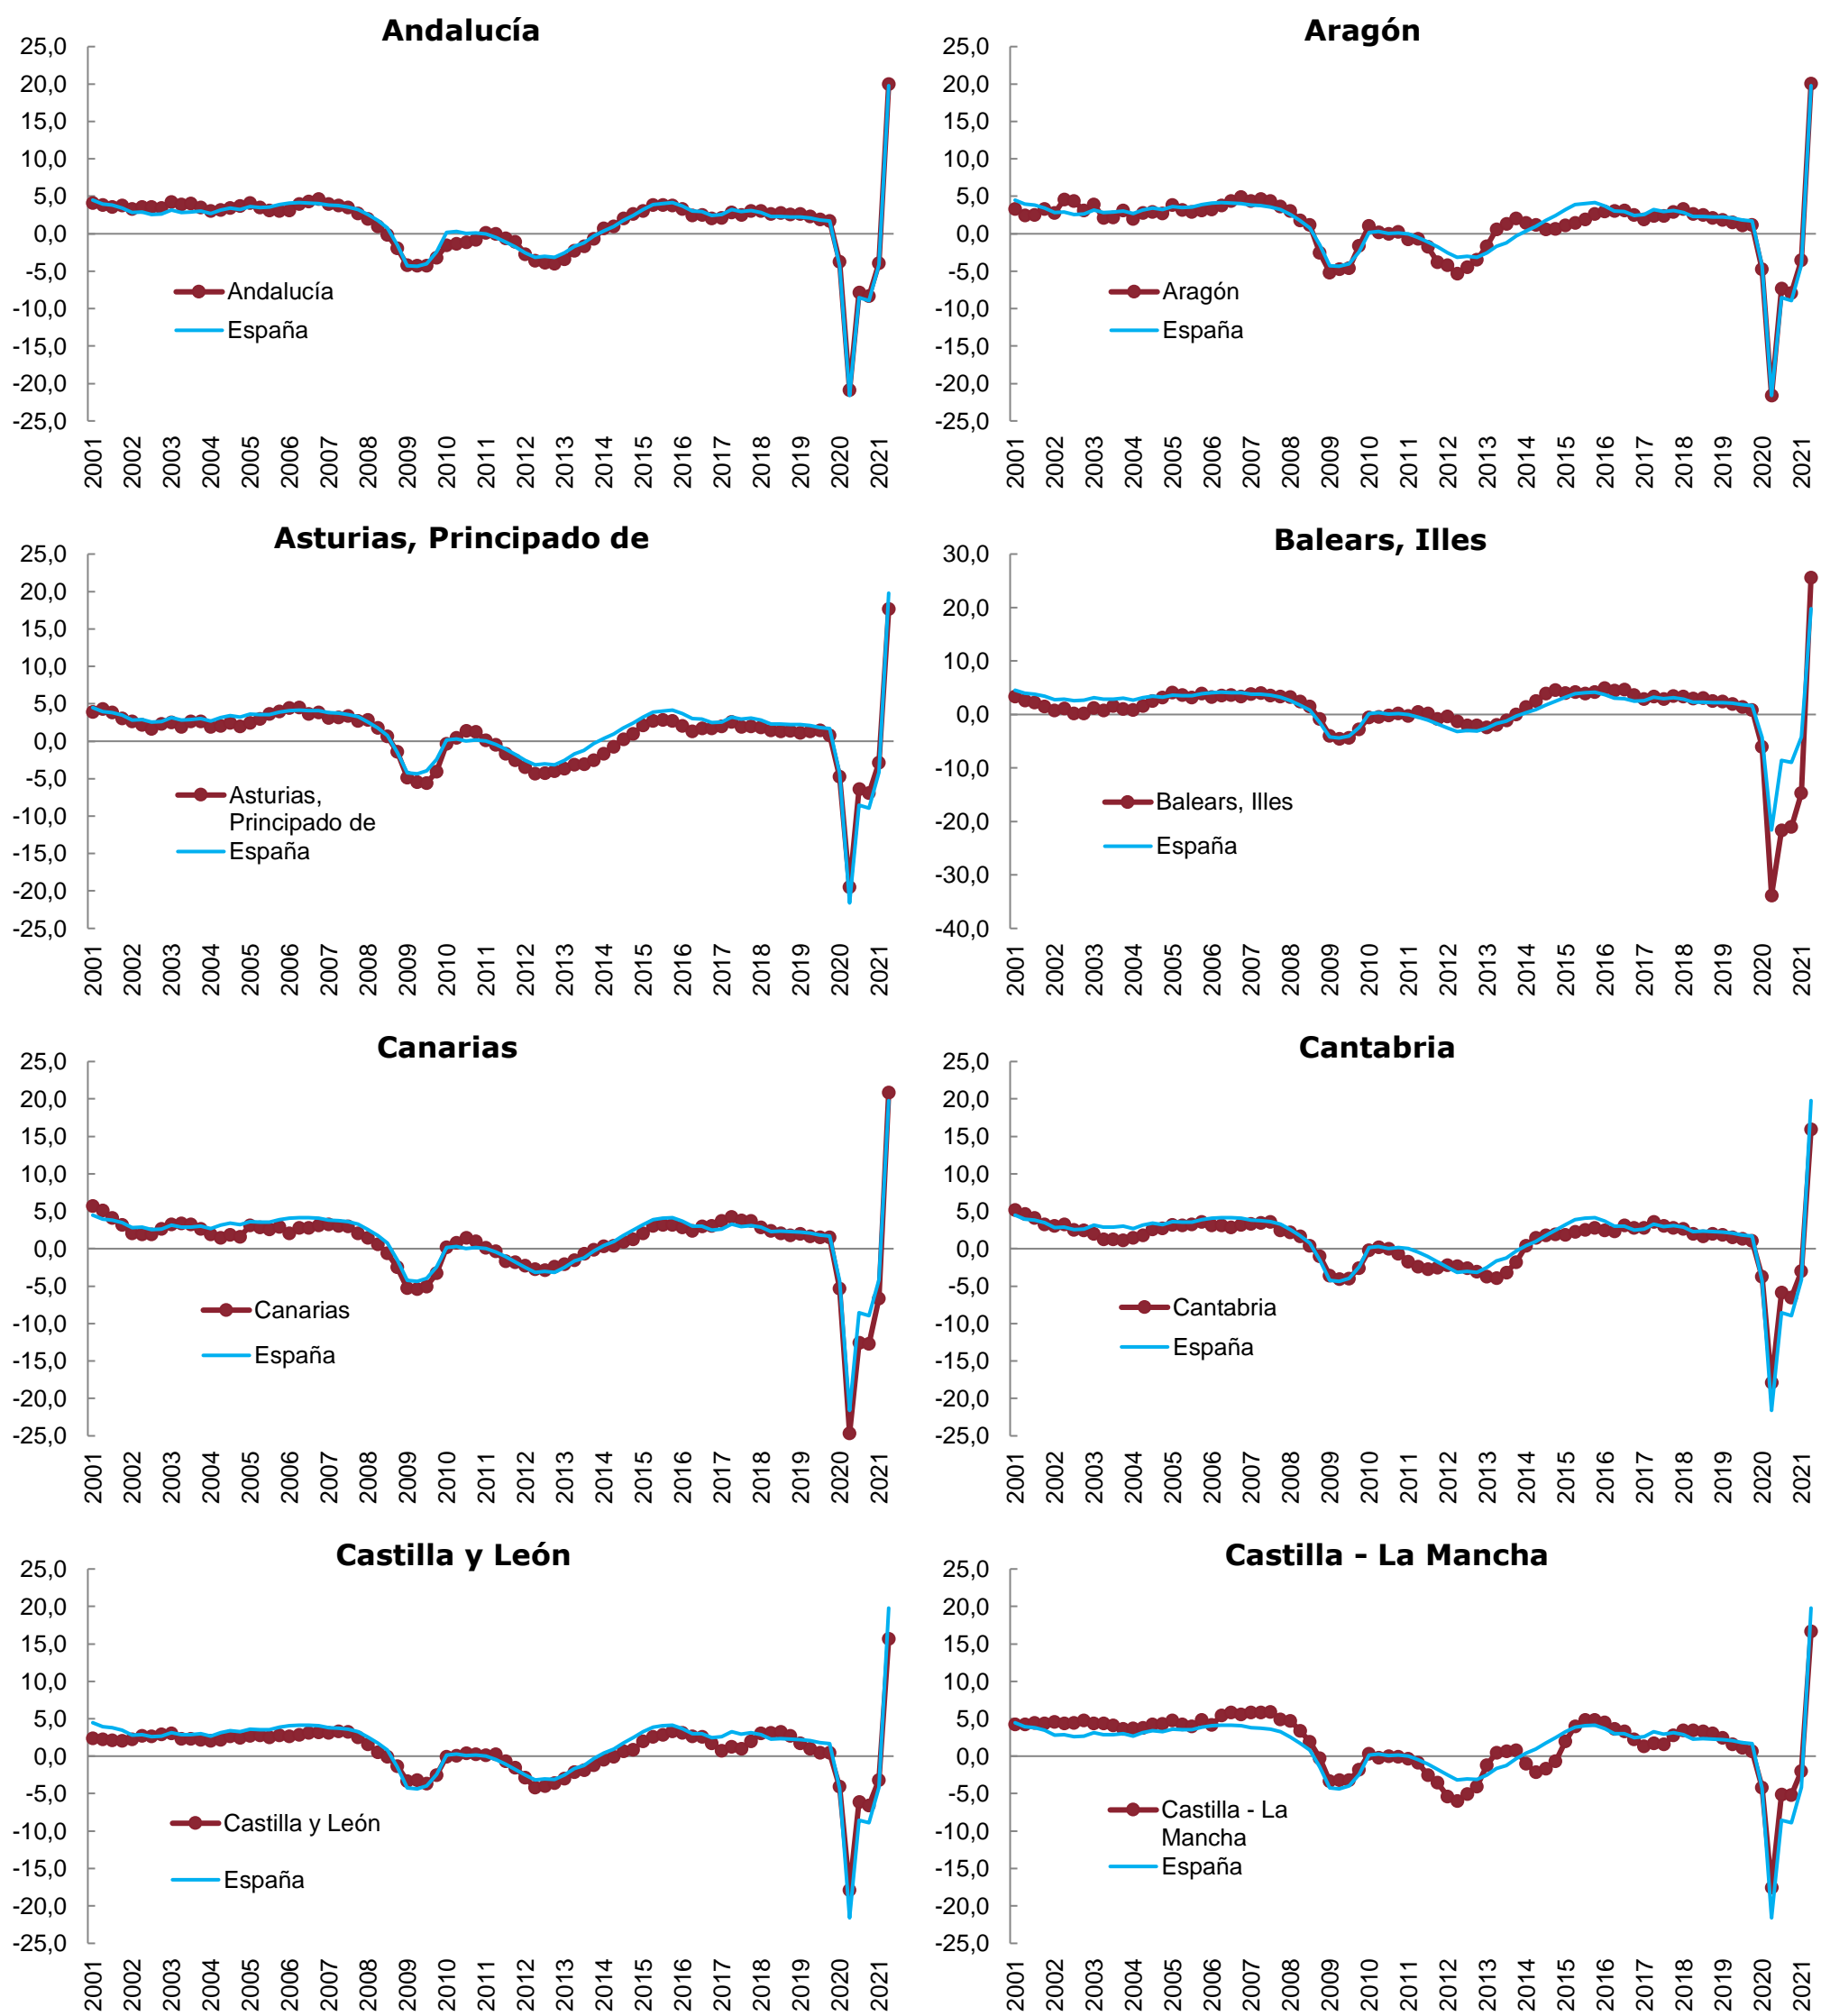 Andalucía
25,0
20,0
15,0
10,0
5,0
0,0
-5,0
-10,0
-15,0
-20,0
-25,0
Andalucía
España
2001 2002 2003 2004 2005 2006 2007 2008 2009 2010 2011 2012 2013 2014 2015 2016 2017 2018 2019 2020 2021
Aragón
25,0
20,0
15,0
10,0
5,0
0,0
-5,0
-10,0
-15,0
-20,0
-25,0
Aragón
España
2001 2002 2003 2004 2005 2006 2007 2008 2009 2010 2011 2012 2013 2014 2015 2016 2017 2018 2019 2020 2021
Asturias, Principado de
25,0
20,0
15,0
10,0
5,0
0,0
-5,0
-10,0
-15,0
-20,0
-25,0
Asturias,
Principado de
España
2001 2002 2003 2004 2005 2006 2007 2008 2009 2010 2011 2012 2013 2014 2015 2016 2017 2018 2019 2020 2021
Balears, Illes
30,0
20,0
10,0
0,0
-10,0
-20,0
-30,0
-40,0
Balears, Illes
España
2001 2002 2003 2004 2005 2006 2007 2008 2009 2010 2011 2012 2013 2014 2015 2016 2017 2018 2019 2020 2021
Canarias
25,0
20,0
15,0
10,0
5,0
0,0
-5,0
-10,0
-15,0
-20,0
-25,0
Canarias
España
2001 2002 2003 2004 2005 2006 2007 2008 2009 2010 2011 2012 2013 2014 2015 2016 2017 2018 2019 2020 2021
Cantabria
25,0
20,0
15,0
10,0
5,0
0,0
-5,0
-10,0
-15,0
-20,0
-25,0
Cantabria
España
2001 2002 2003 2004 2005 2006 2007 2008 2009 2010 2011 2012 2013 2014 2015 2016 2017 2018 2019 2020 2021
Castilla y León
25,0
20,0
15,0
10,0
5,0
0,0
-5,0
-10,0
-15,0
-20,0
-25,0
Castilla y León
España
2001 2002 2003 2004 2005 2006 2007 2008 2009 2010 2011 2012 2013 2014 2015 2016 2017 2018 2019 2020 2021
Castilla - La Mancha
25,0
20,0
15,0
10,0
5,0
0,0
-5,0
-10,0
-15,0
-20,0
-25,0
Castilla - La
Mancha
España
2001 2002 2003 2004 2005 2006 2007 2008 2009 2010 2011 2012 2013 2014 2015 2016 2017 2018 2019 2020 2021